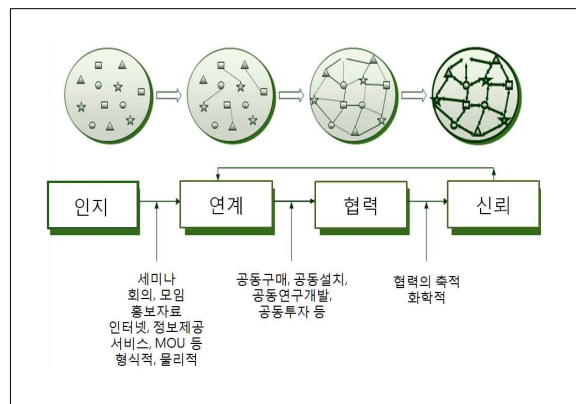 인지
연계
협력
신뢰
세미나
회의, 모임
홍보자료
인터넷, 정보제공
서비스, MOU 등
형식적, 물리적
공동구매, 공동설치,
공동연구개발,
공동투자 등
협력의 축적
화학적